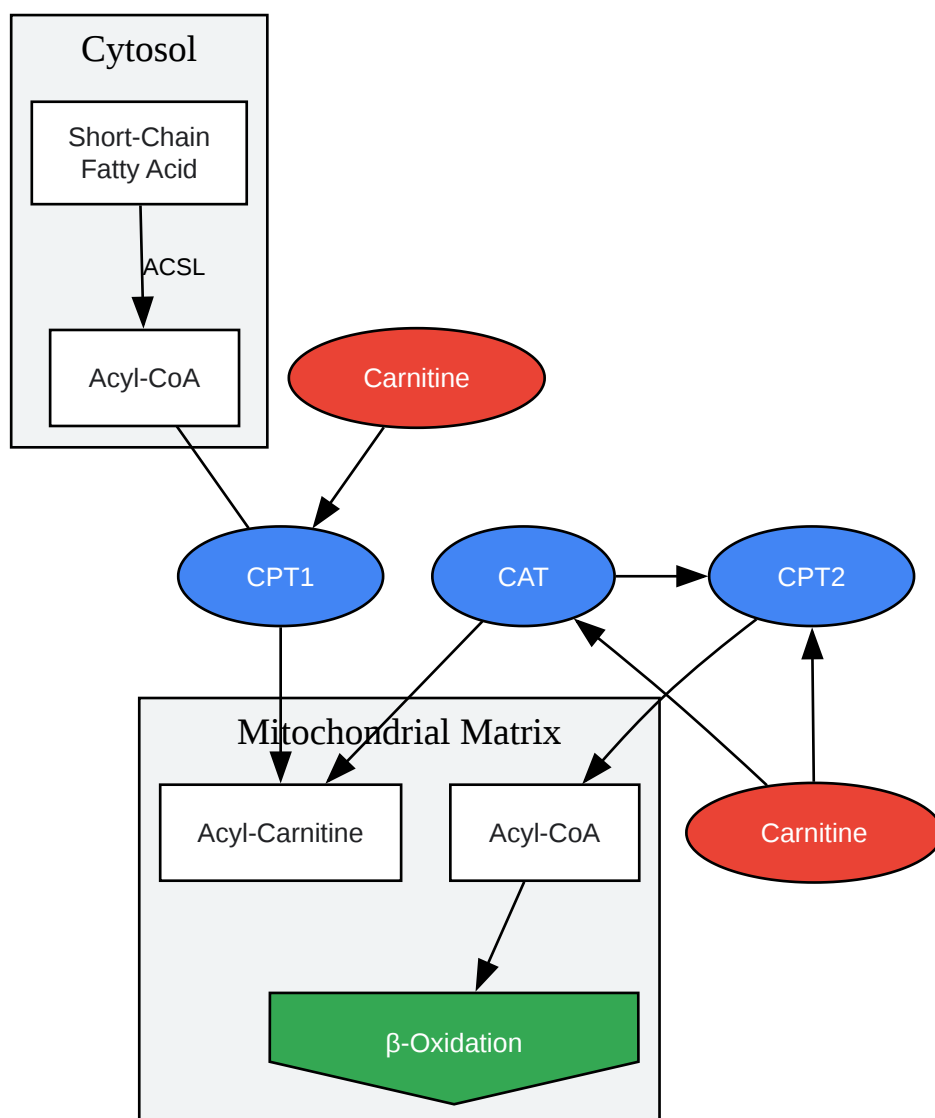 Cytosol
Short-Chain
Fatty Acid
ACSL
Acyl-CoA
Carnitine
CPT1
CAT
CPT2
Mitochondrial Matrix
Acyl-Carnitine
Acyl-CoA
Carnitine
β-Oxidation